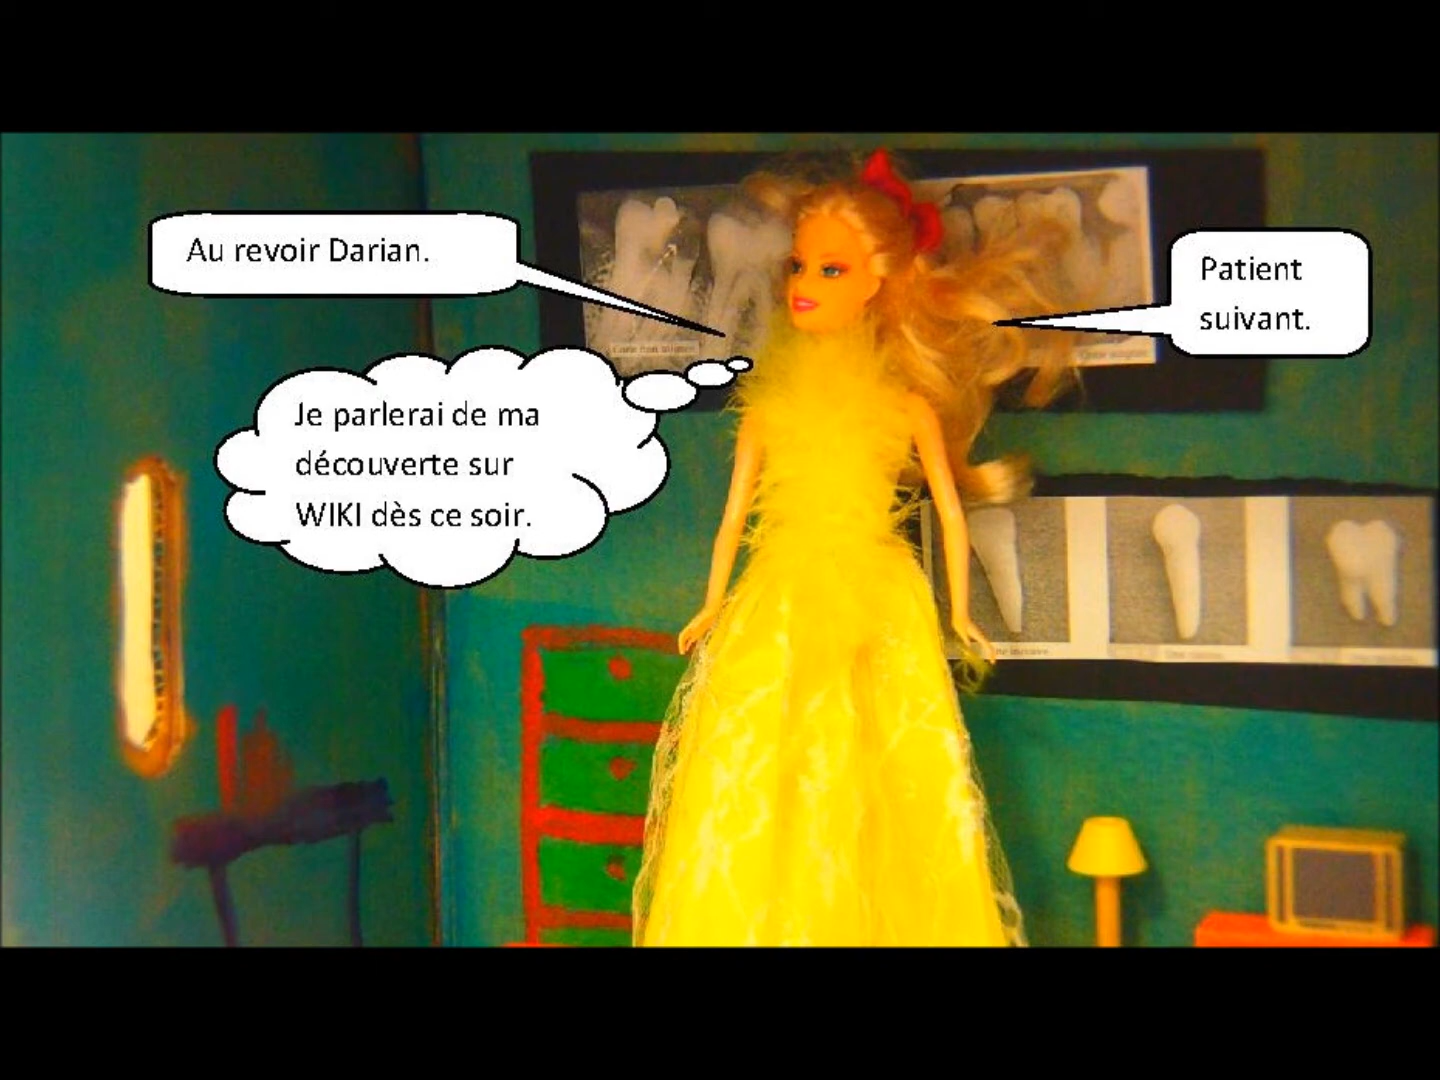 Au revoir Darian.
Patient
suivant.
Je parlerai de ma
découverte sur
WIKI dès ce soir.